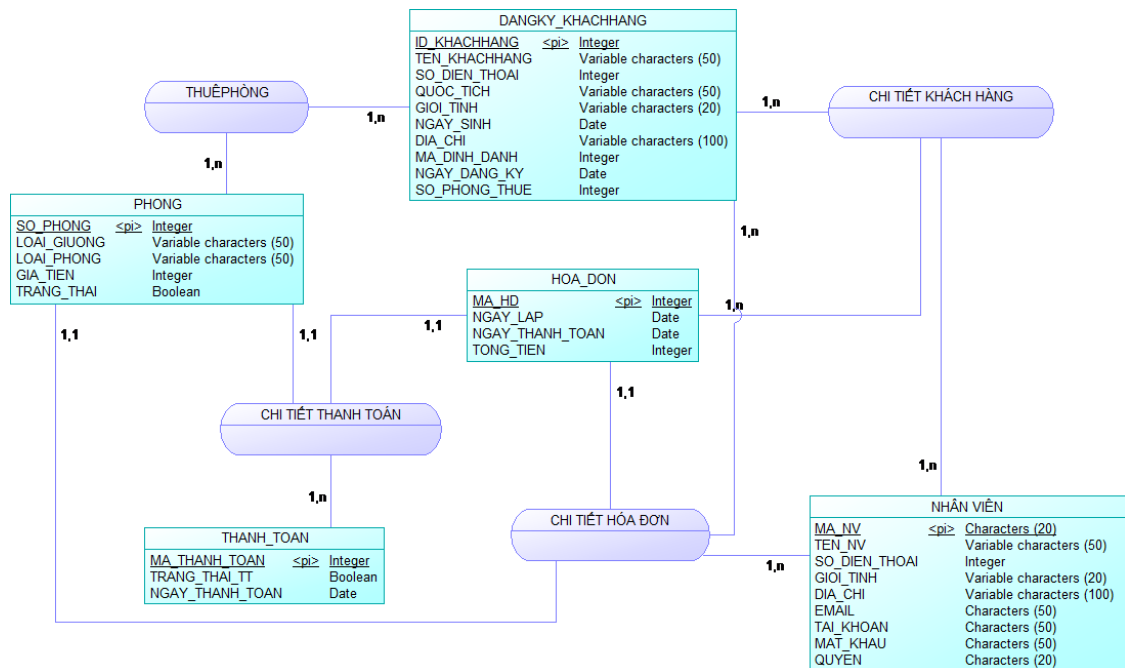 DANGKY_KHACHHANG
ID_KHACHHANG <pi> Integer
TEN_KHACHHANG Variable characters (50)
SO_DIEN_THOAI Integer
QUOC_TICH Variable characters (50)
GIOI_TINH Variable characters (20)
NGAY_SINH Date
DIA_CHI Variable characters (100)
MA_DINH_DANH Integer
NGAY_DANG_KY Date
SO_PHONG_THUE Integer
THUÊPHÒNG
1,n
1,n
CHI TIẾT KHÁCH HÀNG
1,n
1,n
PHONG
SO_PHONG <pi> Integer
LOAI_GIUONG Variable characters (50)
LOAI_PHONG Variable characters (50)
GIA_TIEN Integer
TRANG_THAI Boolean
HOA_DON
MA_HD <pi> Integer
NGAY_LAP Date
NGAY_THANH_TOAN Date
TONG_TIEN Integer
1,n
1,1
1,1
1,1
1,1
CHI TIẾT THANH TOÁN
1,n
1,n
CHI TIẾT HÓA ĐƠN
1,n
THANH_TOAN
MA_THANH_TOAN <pi> Integer
TRANG_THAI_TT Boolean
NGAY_THANH_TOAN Date
NHÂN VIÊN
MA_NV <pi> Characters (20)
TEN_NV Variable characters (50)
SO_DIEN_THOAI Integer
GIOI_TINH Variable characters (20)
DIA_CHI Variable characters (100)
EMAIL Characters (50)
TAI_KHOAN Characters (50)
MAT_KHAU Characters (50)
QUYEN Characters (20)